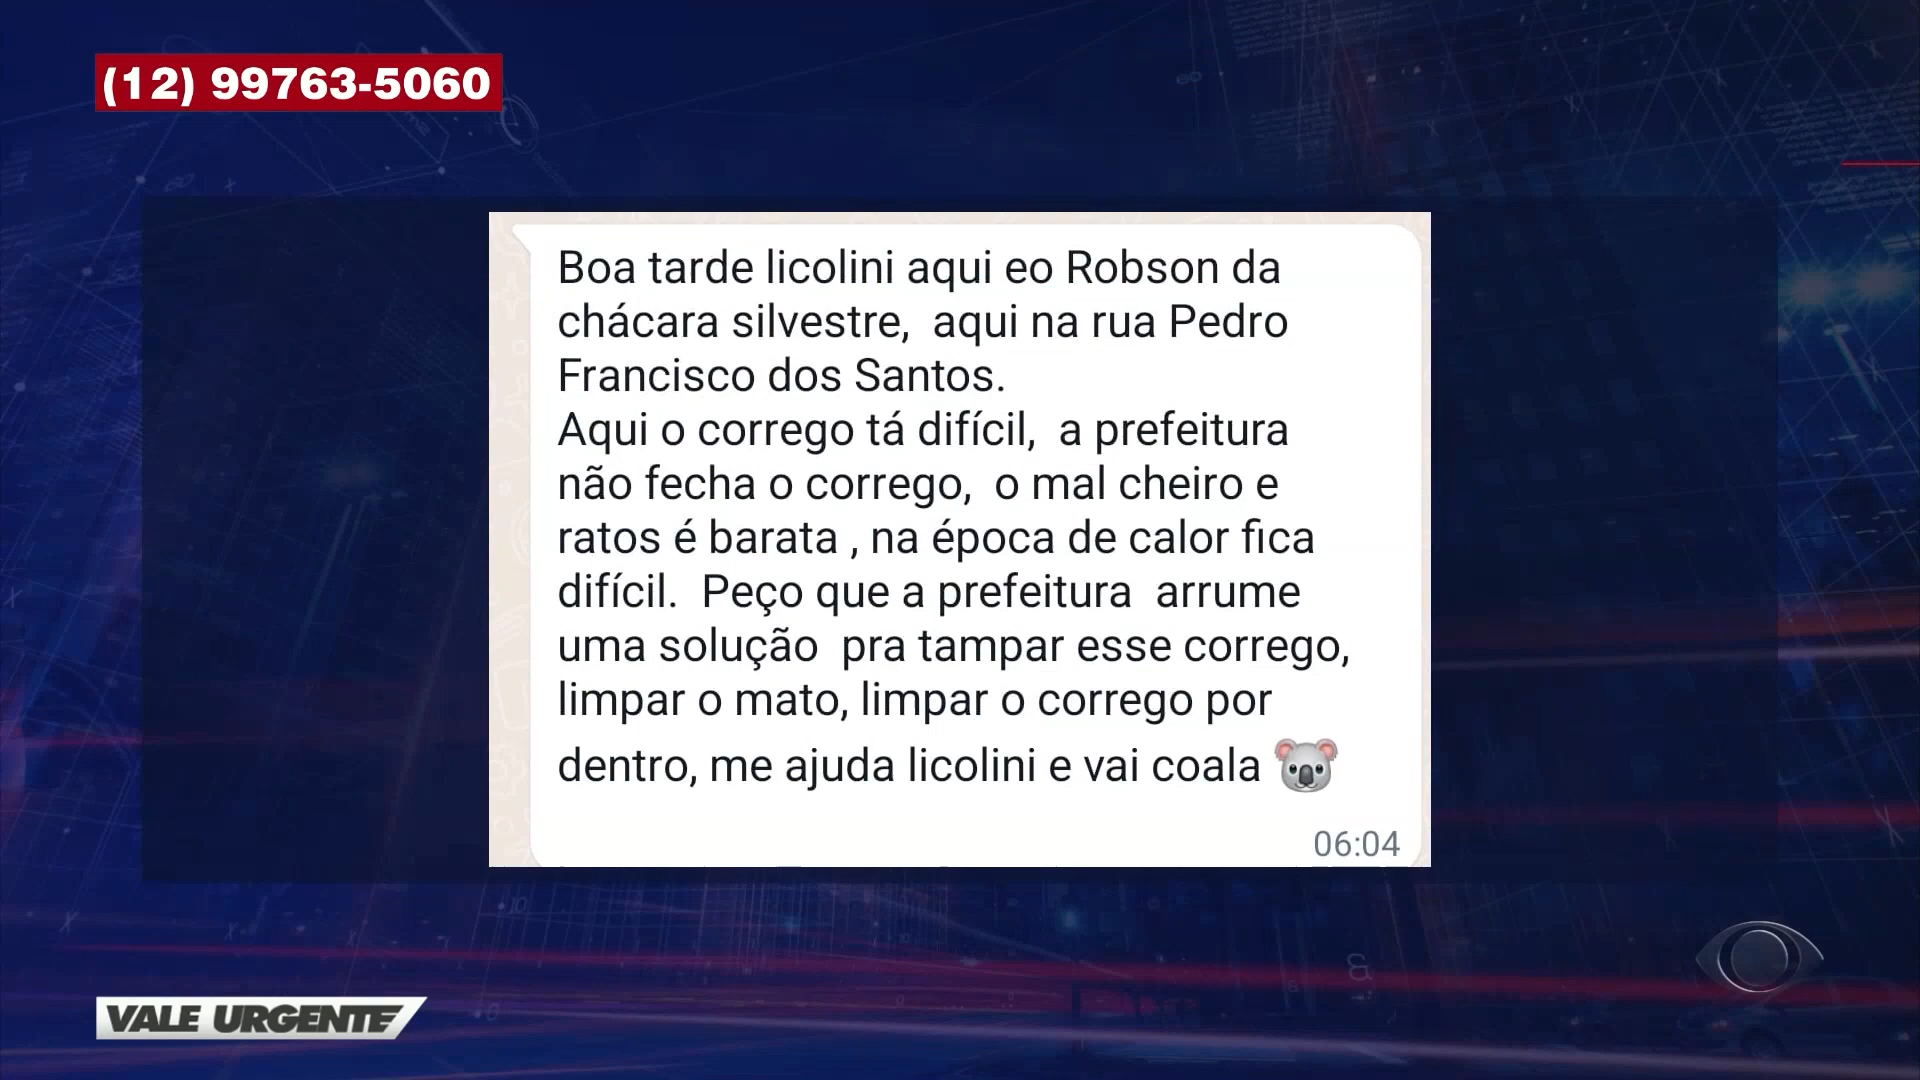 (12) 99763-5060
Boa tarde licolini aqui eo Robson da
chácara silvestre,  aqui na rua Pedro
Francisco dos Santos.
Aqui o corrego tá difícil,  a prefeitura
não fecha o corrego,  o mal cheiro e
ratos é barata , na época de calor fica
difícil.  Peço que a prefeitura  arrume
uma solução  pra tampar esse corrego,
limpar o mato, limpar o corrego por
dentro, me ajuda licolini e vai coala 🐨
06:04
VALE URGENTE